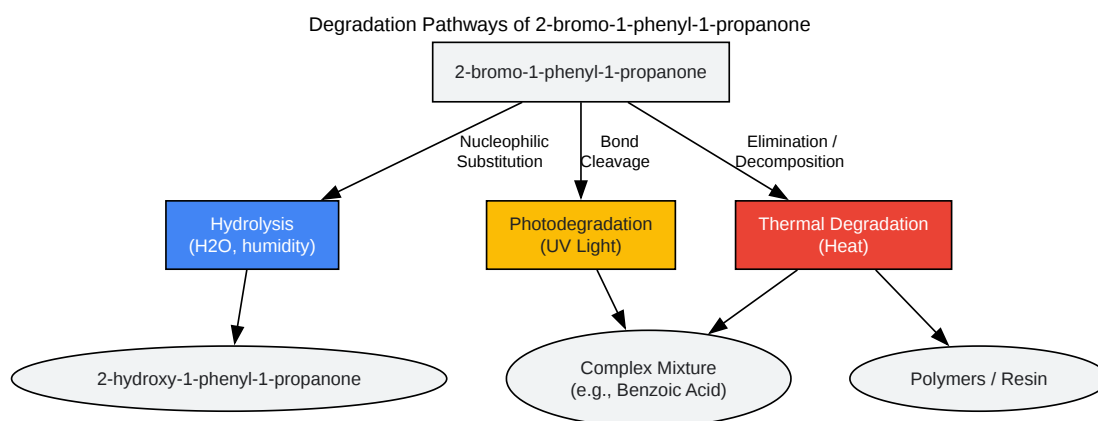 Degradation Pathways of 2-bromo-1-phenyl-1-propanone
2-bromo-1-phenyl-1-propanone
Nucleophilic
Substitution
Bond
Cleavage
Elimination /
Decomposition
Hydrolysis
(H2O, humidity)
Photodegradation
(UV Light)
Thermal Degradation
(Heat)
2-hydroxy-1-phenyl-1-propanone
Complex Mixture
(e.g., Benzoic Acid)
Polymers / Resin